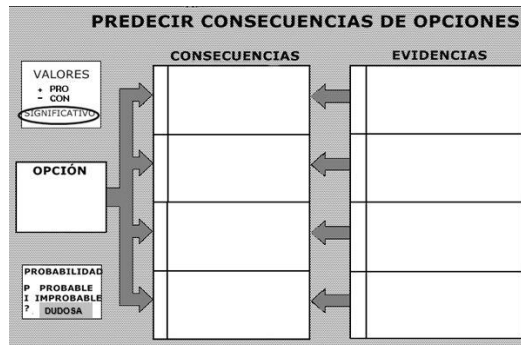 PREDECIR CONSECUENCIAS DE OPCIONES
CONSECUENCIAS
EVIDENCIAS
VALORES
+ PRO
- CON
SIGNIFICATIVO
OPCIÓN
PROBABILIDAD
P PROBABLE
I IMPROBABLE
? DUDOSA